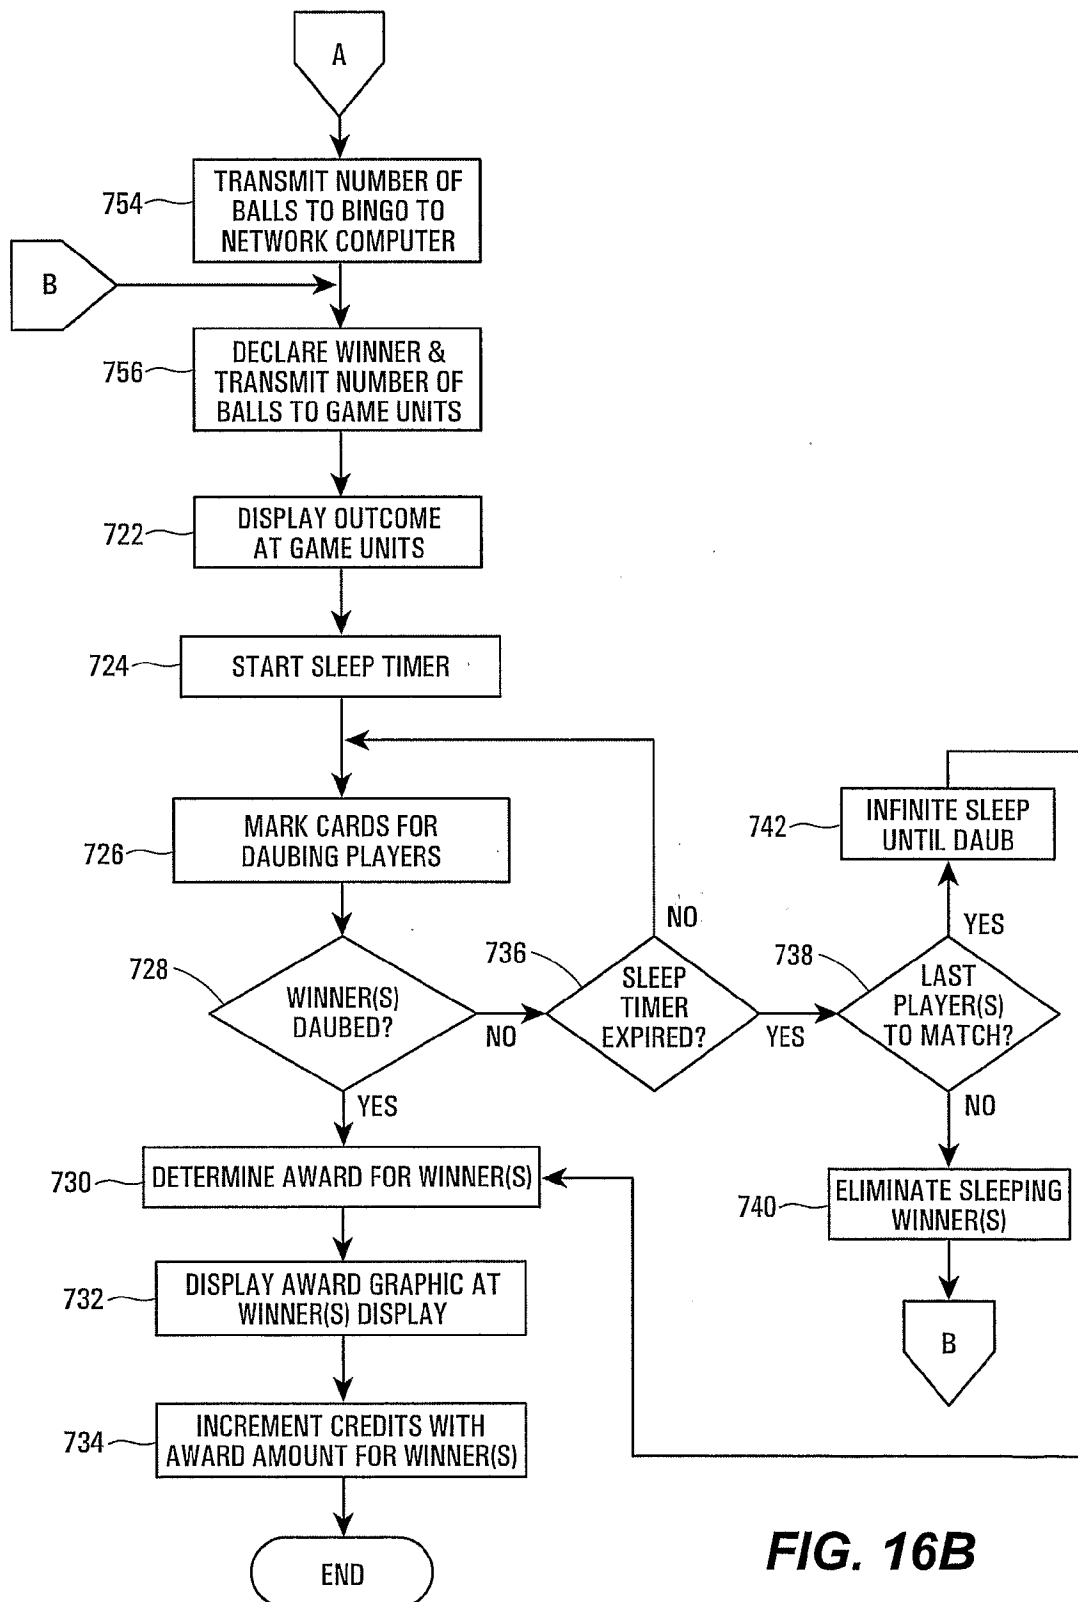 A
754
TRANSMIT NUMBER OF
BALLS TO BINGO TO
NETWORK COMPUTER
B
756
DECLARE WINNER &
TRANSMIT NUMBER OF
BALLS TO GAME UNITS
722
DISPLAY OUTCOME
AT GAME UNITS
724
START SLEEP TIMER
726
MARK CARDS FOR
DAUBING PLAYERS
742
INFINITE SLEEP
UNTIL DAUB
728
WINNER(S)
DAUBED?
NO
YES
736
SLEEP
TIMER
EXPIRED?
NO
YES
738
LAST
PLAYER(S)
TO MATCH?
YES
NO
730
DETERMINE AWARD FOR WINNER(S)
740
ELIMINATE SLEEPING
WINNER(S)
732
DISPLAY AWARD GRAPHIC AT
WINNER(S) DISPLAY
B
734
INCREMENT CREDITS WITH
AWARD AMOUNT FOR WINNER(S)
END
FIG. 16B